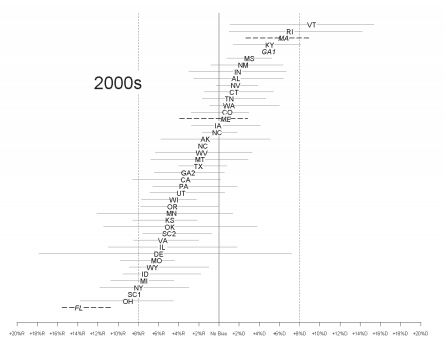 VT
RI
MA
KY
GA1
MS
NM
IN
AL
NV
CT
TN
WA
CO
ME
IA
NC
AK
NC
WV
MT
TX
GA2
CA
PA
UT
WI
OR
MN
KS
OK
SC2
VA
IL
DE
MO
WY
ID
MI
NY
SC1
OH
FL
2000s
+20%R +18%R +16%R +14%R +12%R +10%R +8%R +6%R +4%R +2%R No Bias +2%D +4%D +6%D +8%D +10%D +12%D +14%D +16%D +18%D +20%D